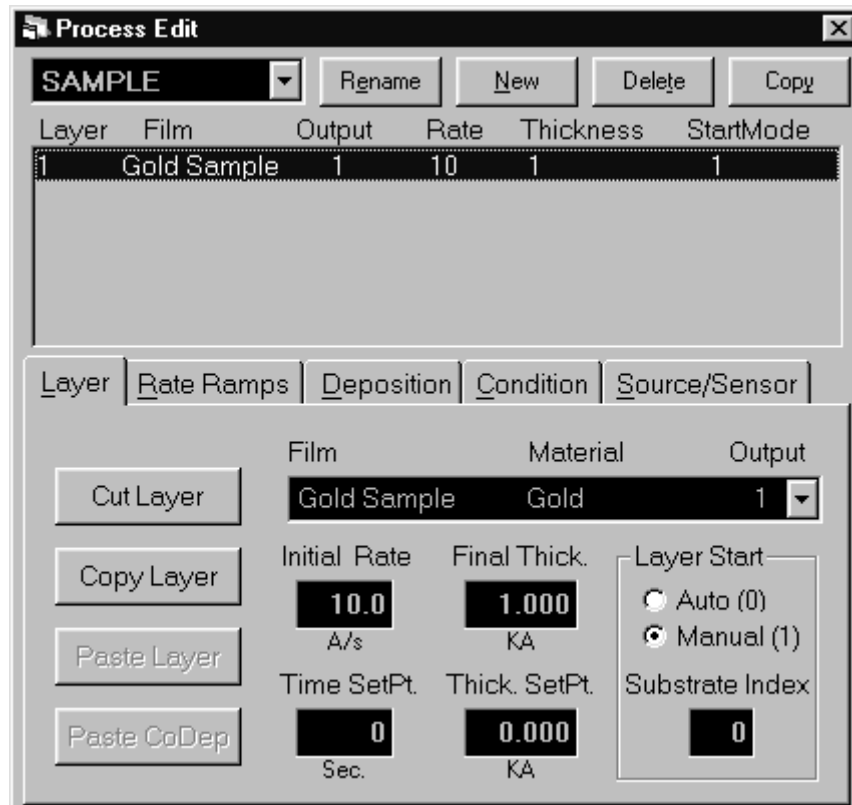 Process Edit
SAMPLE Rename New Delete Copy
Layer Film Output Rate Thickness StartMode
1 Gold Sample 1 10 1 1
Layer Rate Ramps Deposition Condition Source/Sensor
Film Material Output
Cut Layer Gold Sample Gold 1
Initial Rate Final Thick. Layer Start
Copy Layer 10.0 1.000 Auto (0)
A/s KA Manual (1)
Paste Layer
Time SetPt. Thick. SetPt. Substrate Index
Paste CoDep 0 0.000 0
Sec. KA